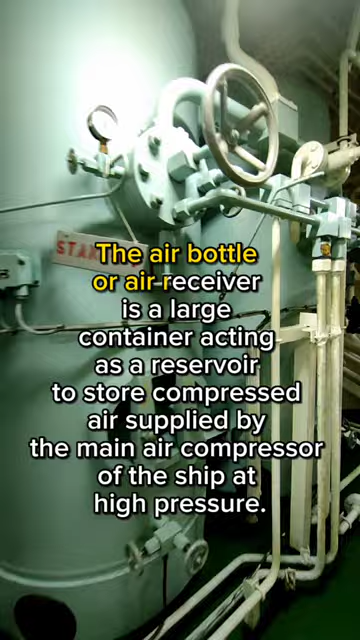 The air bottle
or air receiver
is a large
container acting
as a reservoir
to store compressed
air supplied by
the main air compressor
of the ship at
high pressure.